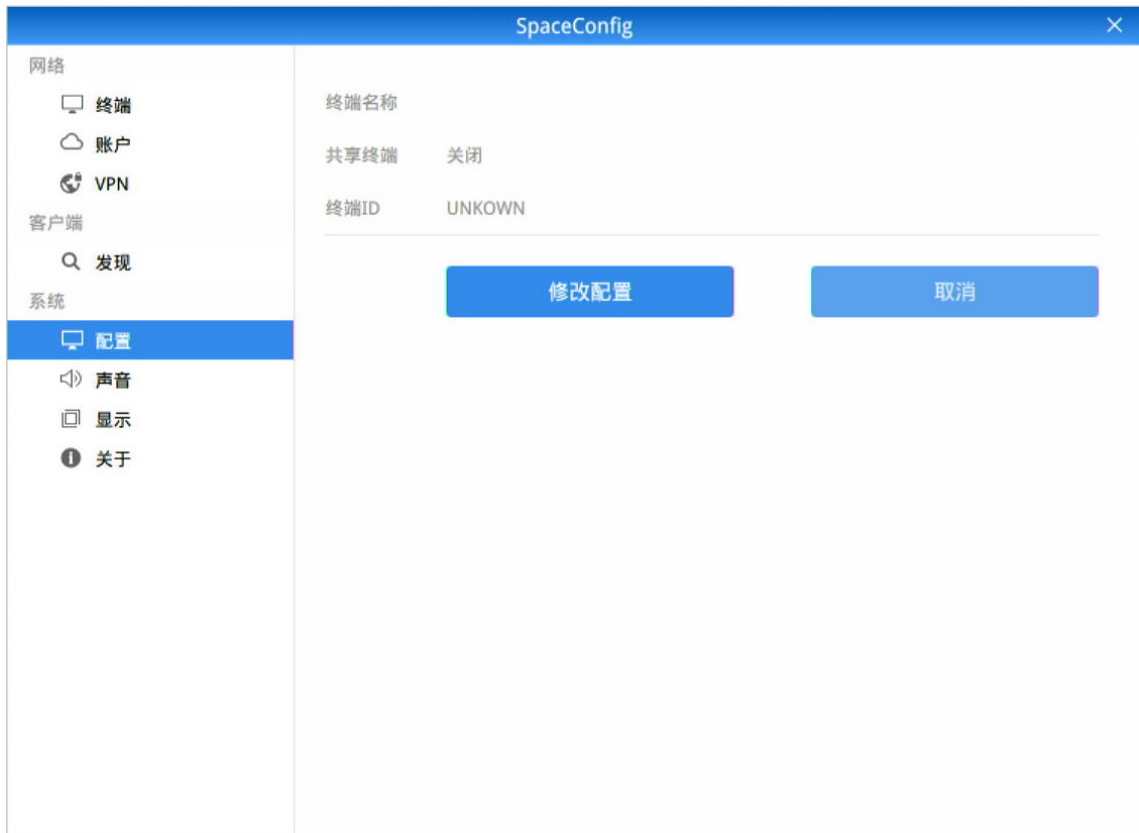 SpaceConfig
网络
终端
账户
VPN
客户端
发现
系统
配置
声音
显示
关于
终端名称
共享终端 关闭
终端ID UNKOWN
修改配置 取消